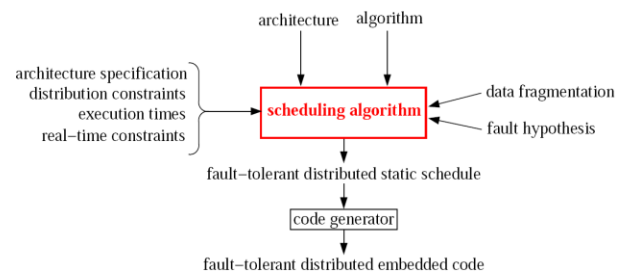 architecture
algorithm
architecture specification
distribution constraints
execution times
real−time constraints
scheduling algorithm
data fragmentation
fault hypothesis
fault−tolerant distributed static schedule
code generator
fault−tolerant distributed embedded code